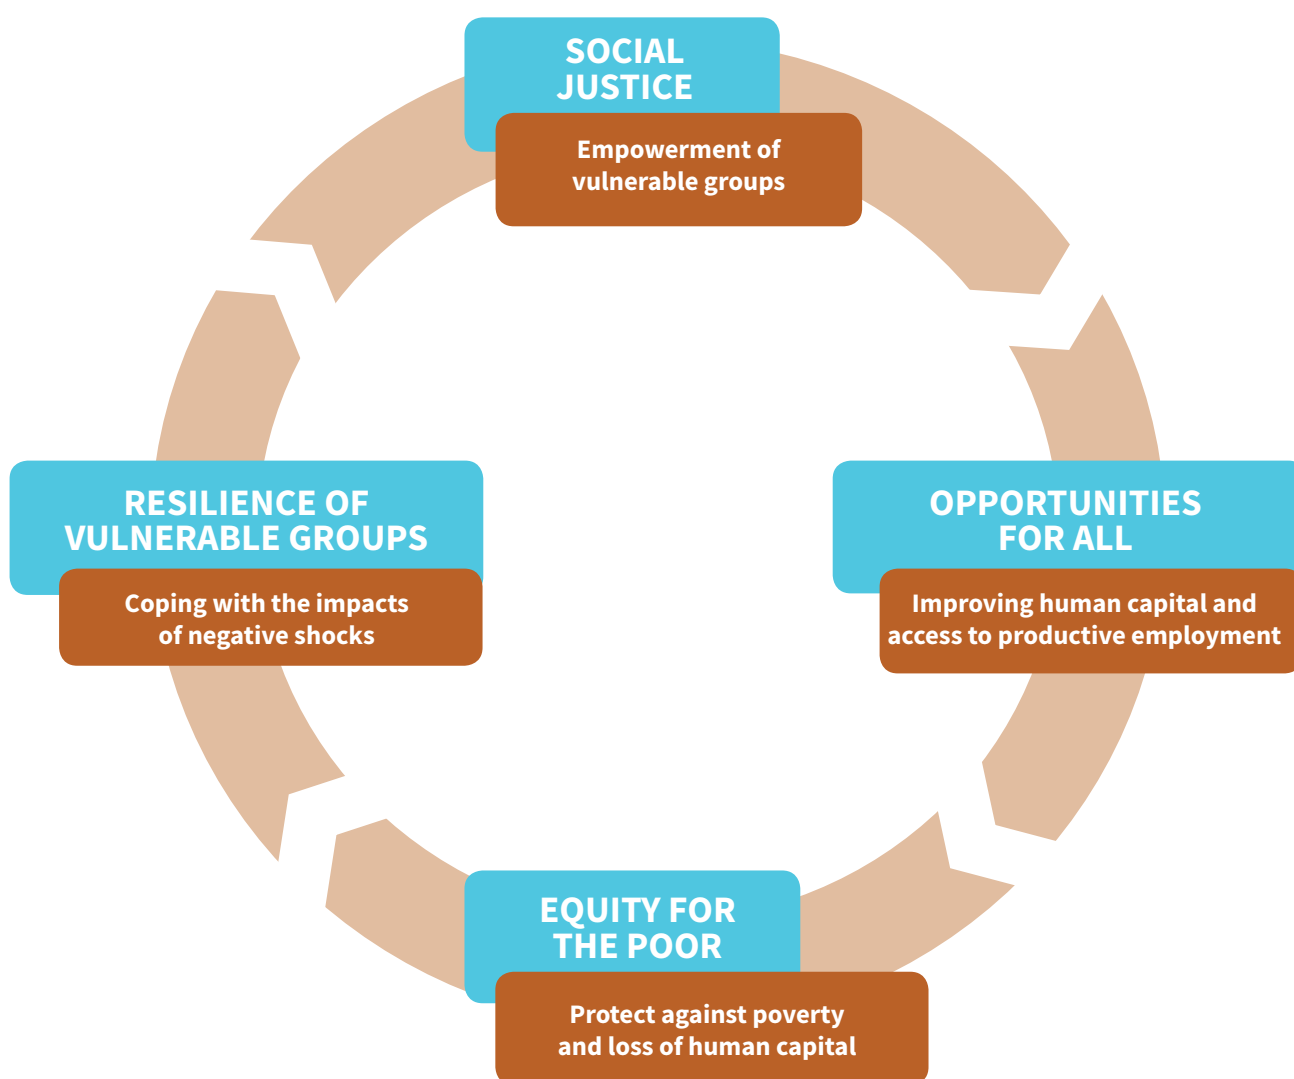 SOCIAL
JUSTICE
Empowerment of
vulnerable groups
RESILIENCE OF
VULNERABLE GROUPS
Coping with the impacts
of negative shocks
OPPORTUNITIES
FOR ALL
Improving human capital and
access to productive employment
EQUITY FOR
THE POOR
Protect against poverty
and loss of human capital